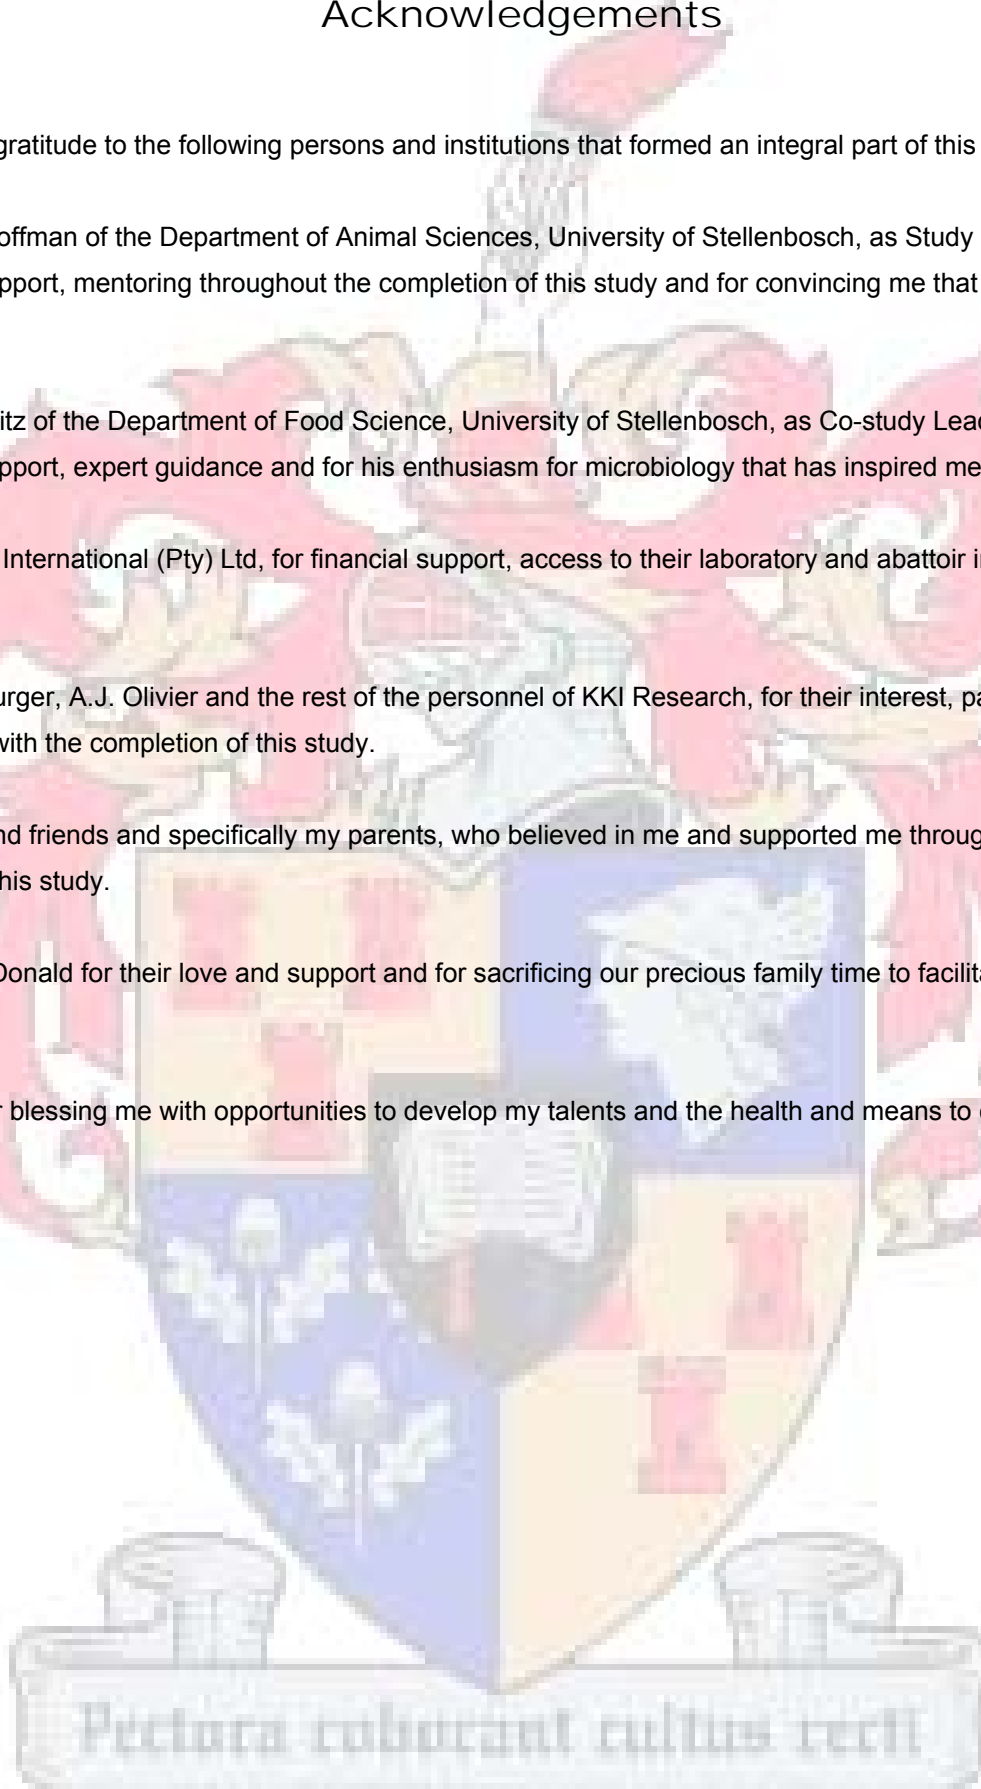 Acknowledgements
gratitude to the following persons and institutions that formed an integral part of this
offman of the Department of Animal Sciences, University of Stellenbosch, as Study
pport, mentoring throughout the completion of this study and for convincing me that
itz of the Department of Food Science, University of Stellenbosch, as Co-study Lea
pport, expert guidance and for his enthusiasm for microbiology that has inspired me
International (Pty) Ltd, for financial support, access to their laboratory and abattoir i
urger, A.J. Olivier and the rest of the personnel of KKI Research, for their interest, pa
with the completion of this study.
nd friends and specifically my parents, who believed in me and supported me throug
his study.
Donald for their love and support and for sacrificing our precious family time to facilita
r blessing me with opportunities to develop my talents and the health and means to
Pectora roborant cultus recti